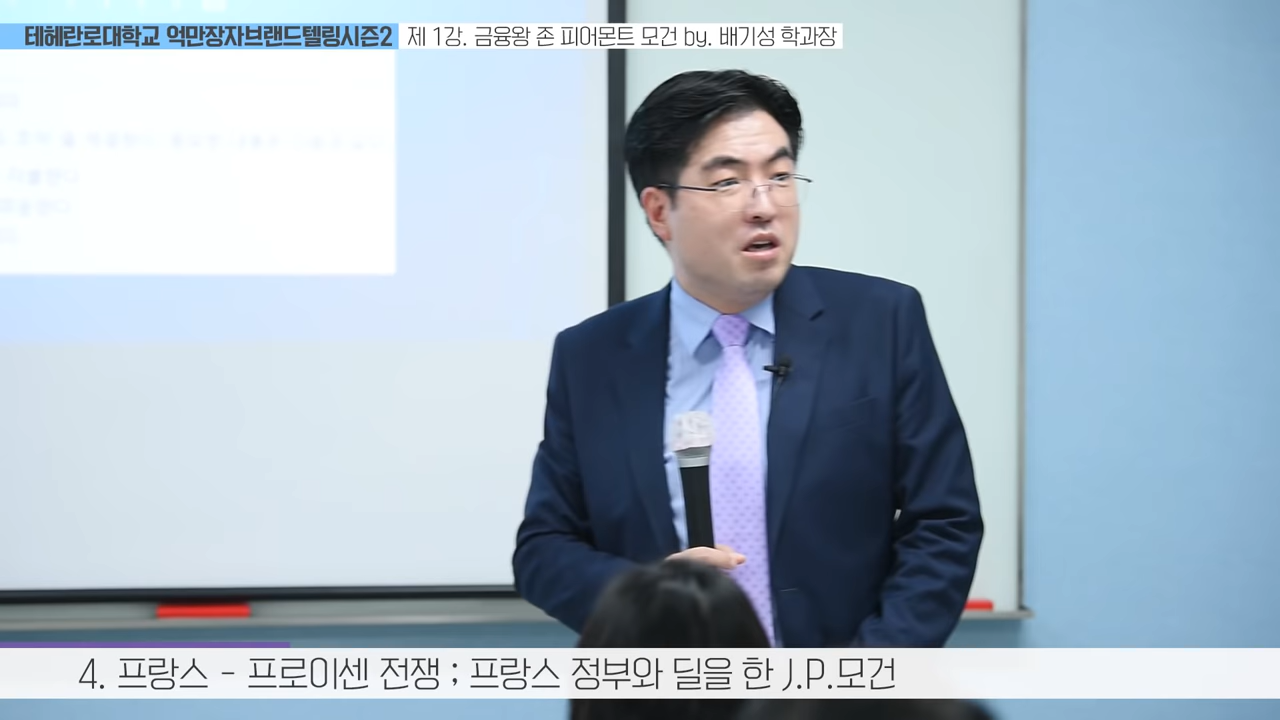 테헤란로대학교 억만장자브랜드텔링시즌2 제 1강. 금융왕 존 피어몬트 모건 by. 배기성 학과장
4. 프랑스 - 프로이센 전쟁 ; 프랑스 정부와 딜을 한 J.P.모건